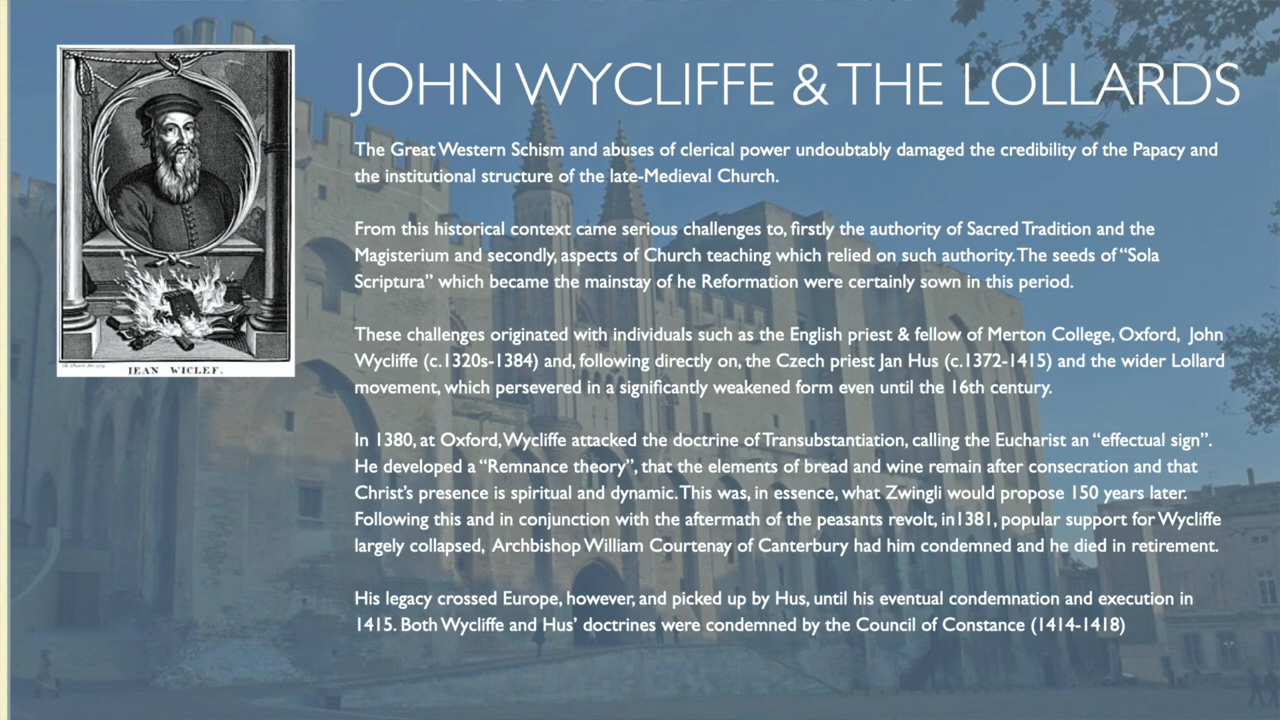 JOHN WYCLIFFE & THE LOLLARDS
The Great Western Schism and abuses of clerical power undoubtably damaged the credibility of the Papacy and
the institutional structure of the late-Medieval Church.
From this historical context came serious challenges to, firstly the authority of Sacred Tradition and the
Magisterium and secondly, aspects of Church teaching which relied on such authority. The seeds of “Sola
Scriptura” which became the mainstay of he Reformation were certainly sown in this period.
These challenges originated with individuals such as the English priest & fellow of Merton College, Oxford, John
Wycliffe (c.1320s-1384) and, following directly on, the Czech priest Jan Hus (c.1372-1415) and the wider Lollard
movement, which persevered in a significantly weakened form even until the 16th century.
In 1380, at Oxford, Wycliffe attacked the doctrine of Transubstantiation, calling the Eucharist an “effectual sign”.
He developed a “Remnance theory”, that the elements of bread and wine remain after consecration and that
Christ’s presence is spiritual and dynamic. This was, in essence, what Zwingli would propose 150 years later.
Following this and in conjunction with the aftermath of the peasants revolt, in1381, popular support for Wycliffe
largely collapsed, Archbishop William Courtenay of Canterbury had him condemned and he died in retirement.
His legacy crossed Europe, however, and picked up by Hus, until his eventual condemnation and execution in
1415. Both Wycliffe and Hus’ doctrines were condemned by the Council of Constance (1414-1418)
IEAN WICLEF.